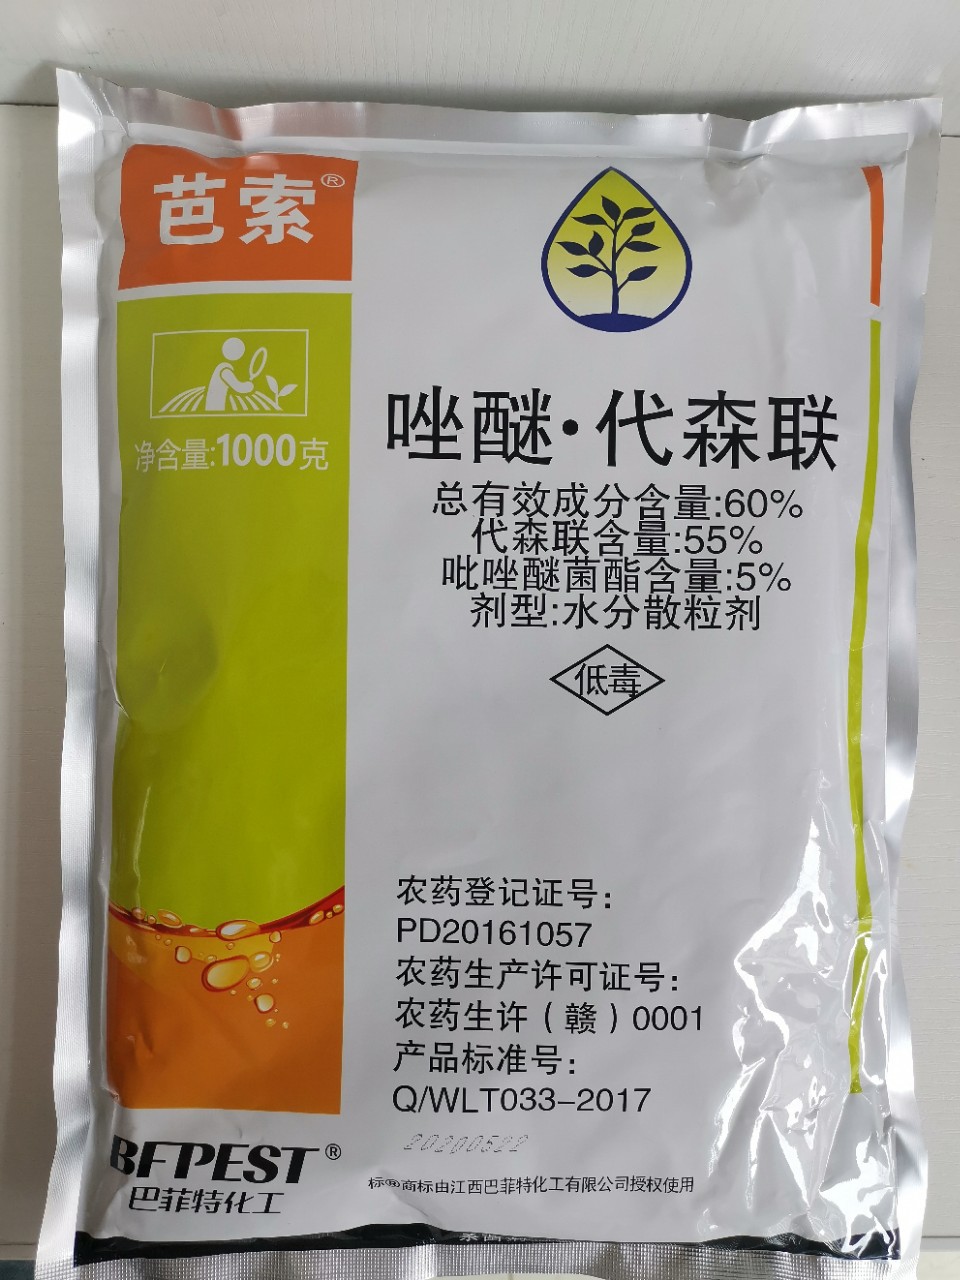 芭索®
净含量:1000克
唑醚·代森联
总有效成分含量:60%
代森联含量:55%
吡唑醚菌酯含量:5%
剂型:水分散粒剂
低毒
农药登记证号:
PD20161057
农药生产许可证号:
农药生许(赣)0001
产品标准号:
Q/WLT033-2017
20200522
BFPEST®
巴菲特化工
标®商标由江西巴菲特化工有限公司授权使用